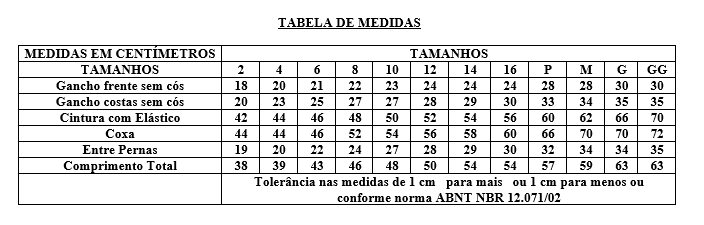 TABELA DE MEDIDAS
MEDIDAS EM CENTÍMETROS TAMANHOS
TAMANHOS 2 4 6 8 10 12 14 16 P M G GG
Gancho frente sem cós 18 20 21 22 23 24 24 24 28 28 30 30
Gancho costas sem cós 20 23 25 27 27 28 29 30 33 34 35 35
Cintura com Elástico 42 44 46 48 50 52 54 56 60 62 66 70
Coxa 44 44 46 52 54 56 58 60 66 70 70 72
Entre Pernas 19 20 22 24 27 28 29 30 32 34 34 35
Comprimento Total 38 39 43 46 48 50 54 54 57 59 63 63
Tolerância nas medidas de 1 cm para mais ou 1 cm para menos ou
conforme norma ABNT NBR 12.071/02